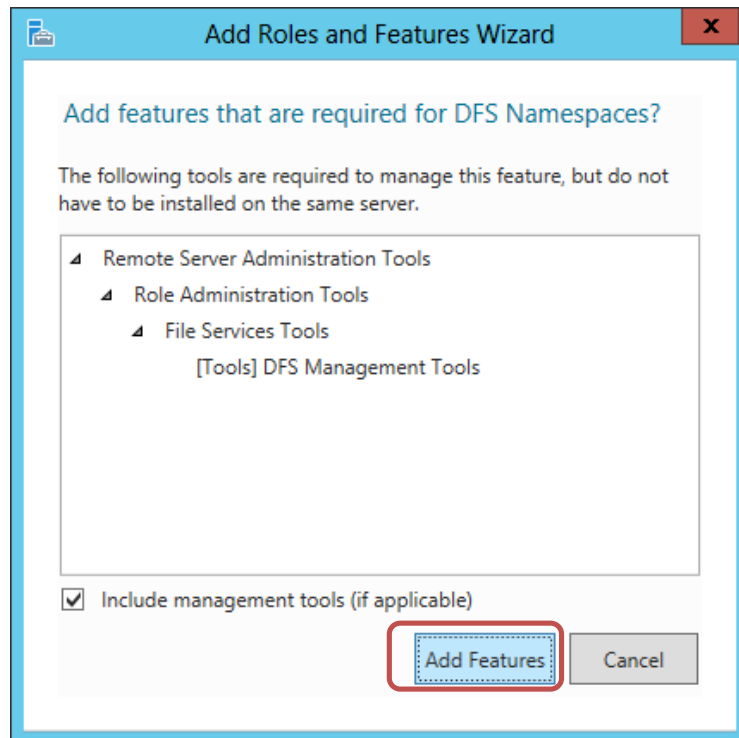 Add Roles and Features Wizard
x
Add features that are required for DFS Namespaces?
The following tools are required to manage this feature, but do not
have to be installed on the same server.
Remote Server Administration Tools
Role Administration Tools
File Services Tools
[Tools] DFS Management Tools
Include management tools (if applicable)
Add Features
Cancel